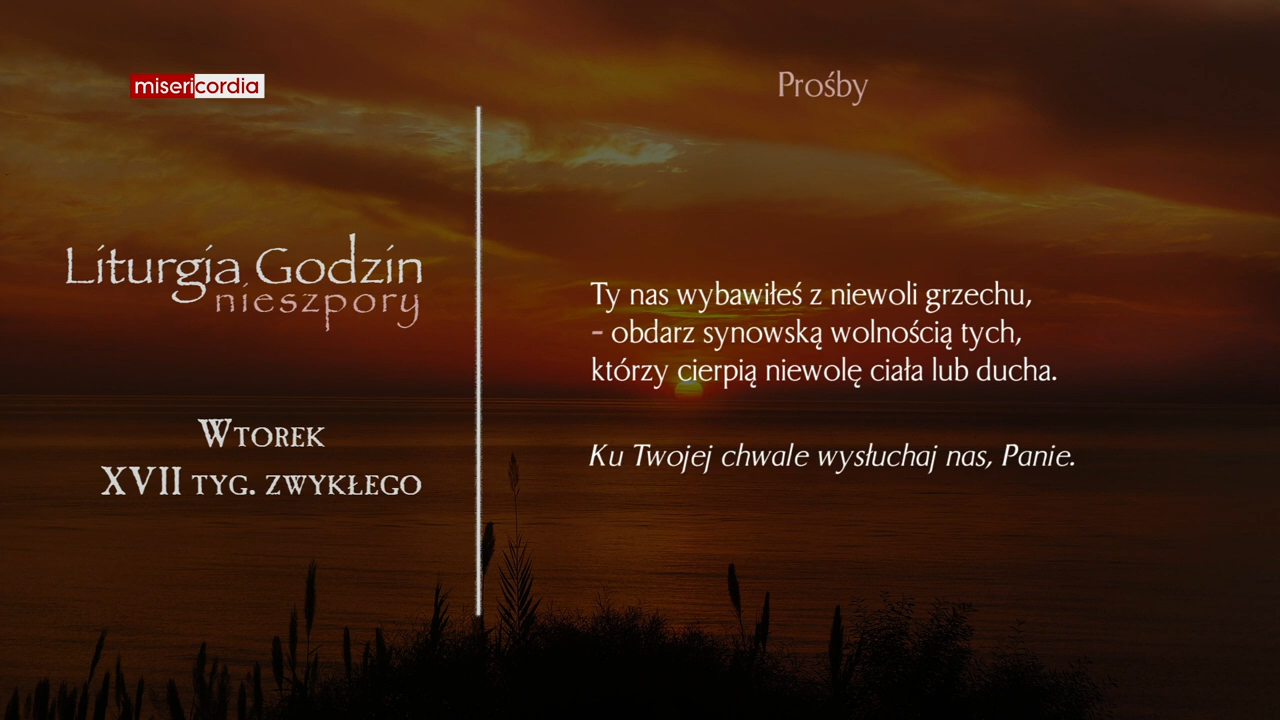 misericordia
Prośby
Liturgia Godzin
nieszpory
Wtorek
XVII tyg. zwykłego
Ty nas wybawiłeś z niewoli grzechu,
- obdarz synowską wolnością tych,
którzy cierpią niewolę ciała lub ducha.
Ku Twojej chwale wysłuchaj nas, Panie.